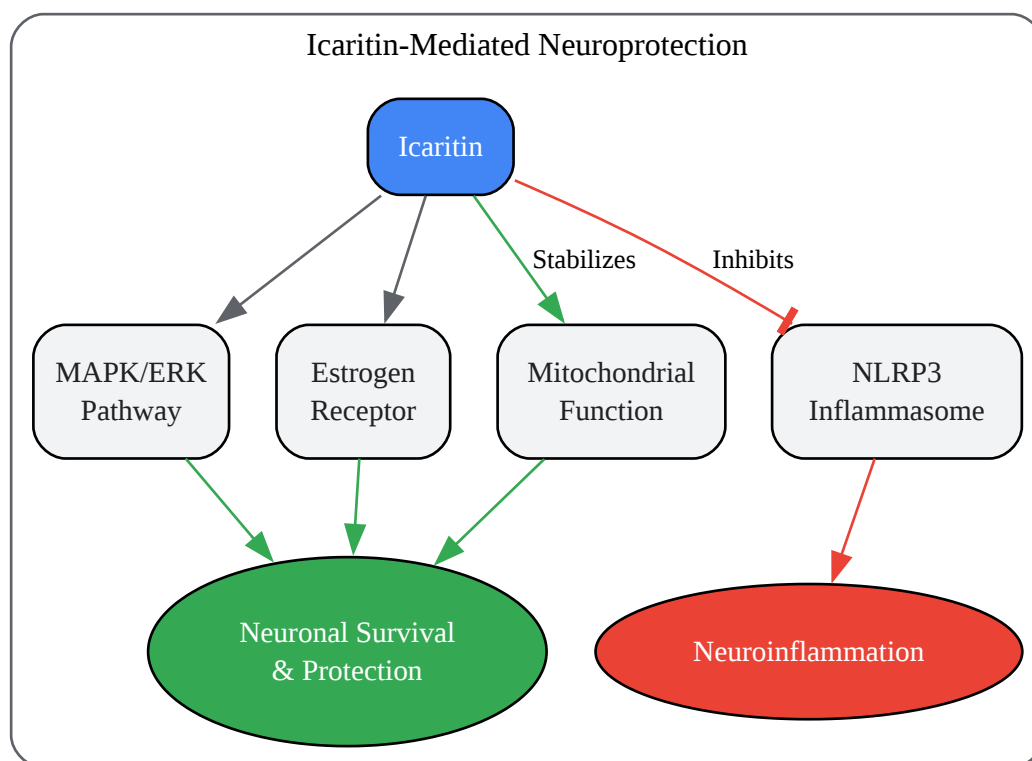 Icaritin-Mediated Neuroprotection
Icaritin
Stabilizes
Inhibits
MAPK/ERK
Pathway
Estrogen
Receptor
Mitochondrial
Function
NLRP3
Inflammasome
Neuronal Survival
& Protection
Neuroinflammation